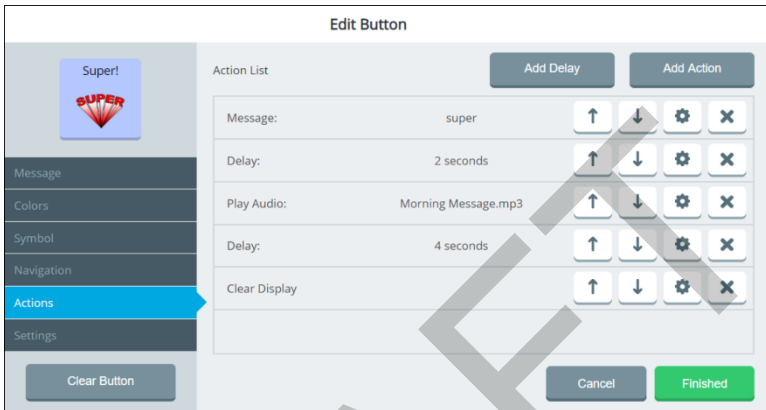 Edit Button
Super!
SUPER
Message
Colors
Symbol
Navigation
Actions
Settings
Clear Button
Action List
Add Delay
Add Action
Message: super
Delay: 2 seconds
Play Audio: Morning Message.mp3
Delay: 4 seconds
Clear Display
Cancel
Finished